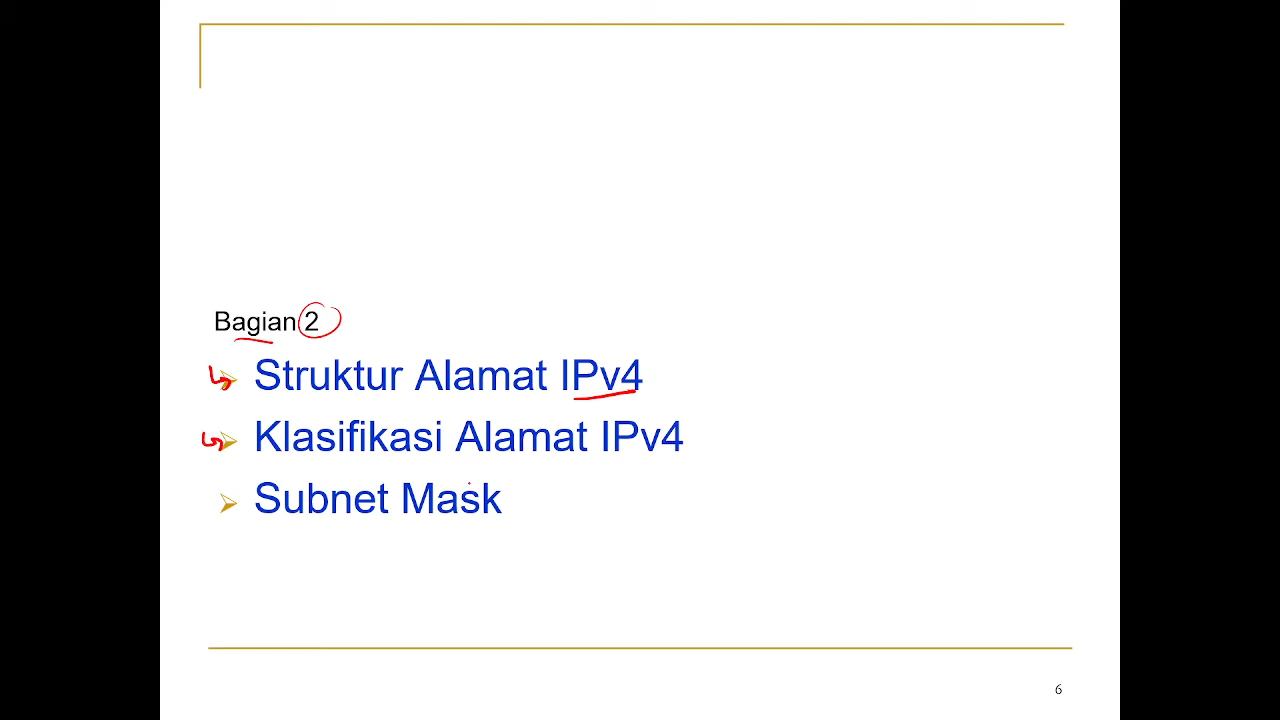 Bagian 2
Struktur Alamat IPv4
Klasifikasi Alamat IPv4
Subnet Mask
6